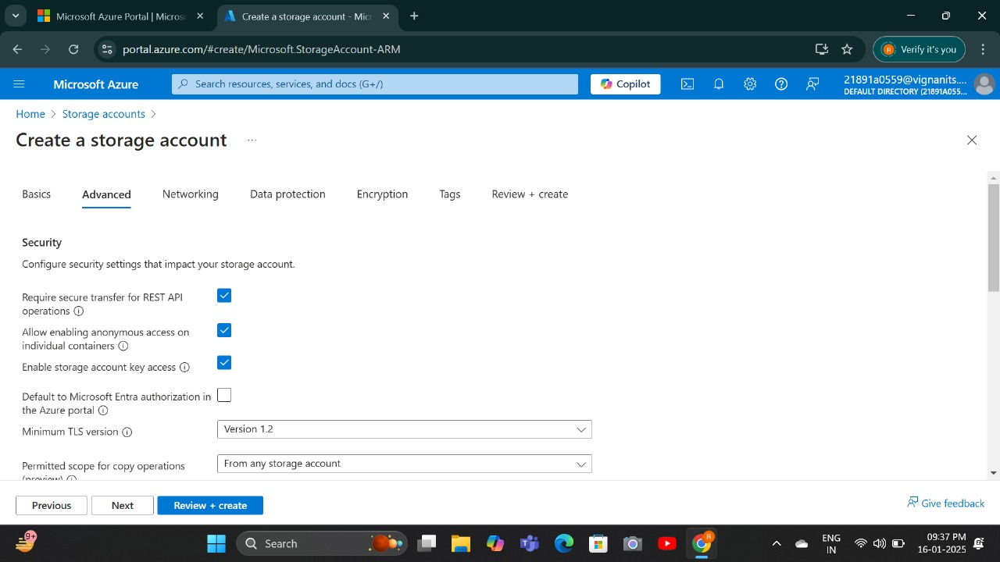 Microsoft Azure Portal | Micros
Create a storage account - Mic
portal.azure.com/#create/Microsoft.StorageAccount-ARM
R
Verify it's you
Microsoft Azure
Search resources, services, and docs (G+/)
Copilot
21891a0559@vignanits....
DEFAULT DIRECTORY (21891A055...
Home > Storage accounts >
Create a storage account ...
Basics
Advanced
Networking
Data protection
Encryption
Tags
Review + create
Security
Configure security settings that impact your storage account.
Require secure transfer for REST API
operations
Allow enabling anonymous access on
individual containers
Enable storage account key access
Default to Microsoft Entra authorization in
the Azure portal
Minimum TLS version
Version 1.2
Permitted scope for copy operations
(preview)
From any storage account
Previous
Next
Review + create
Give feedback
9+
Search
R
ENG
IN
09:37 PM
16-01-2025